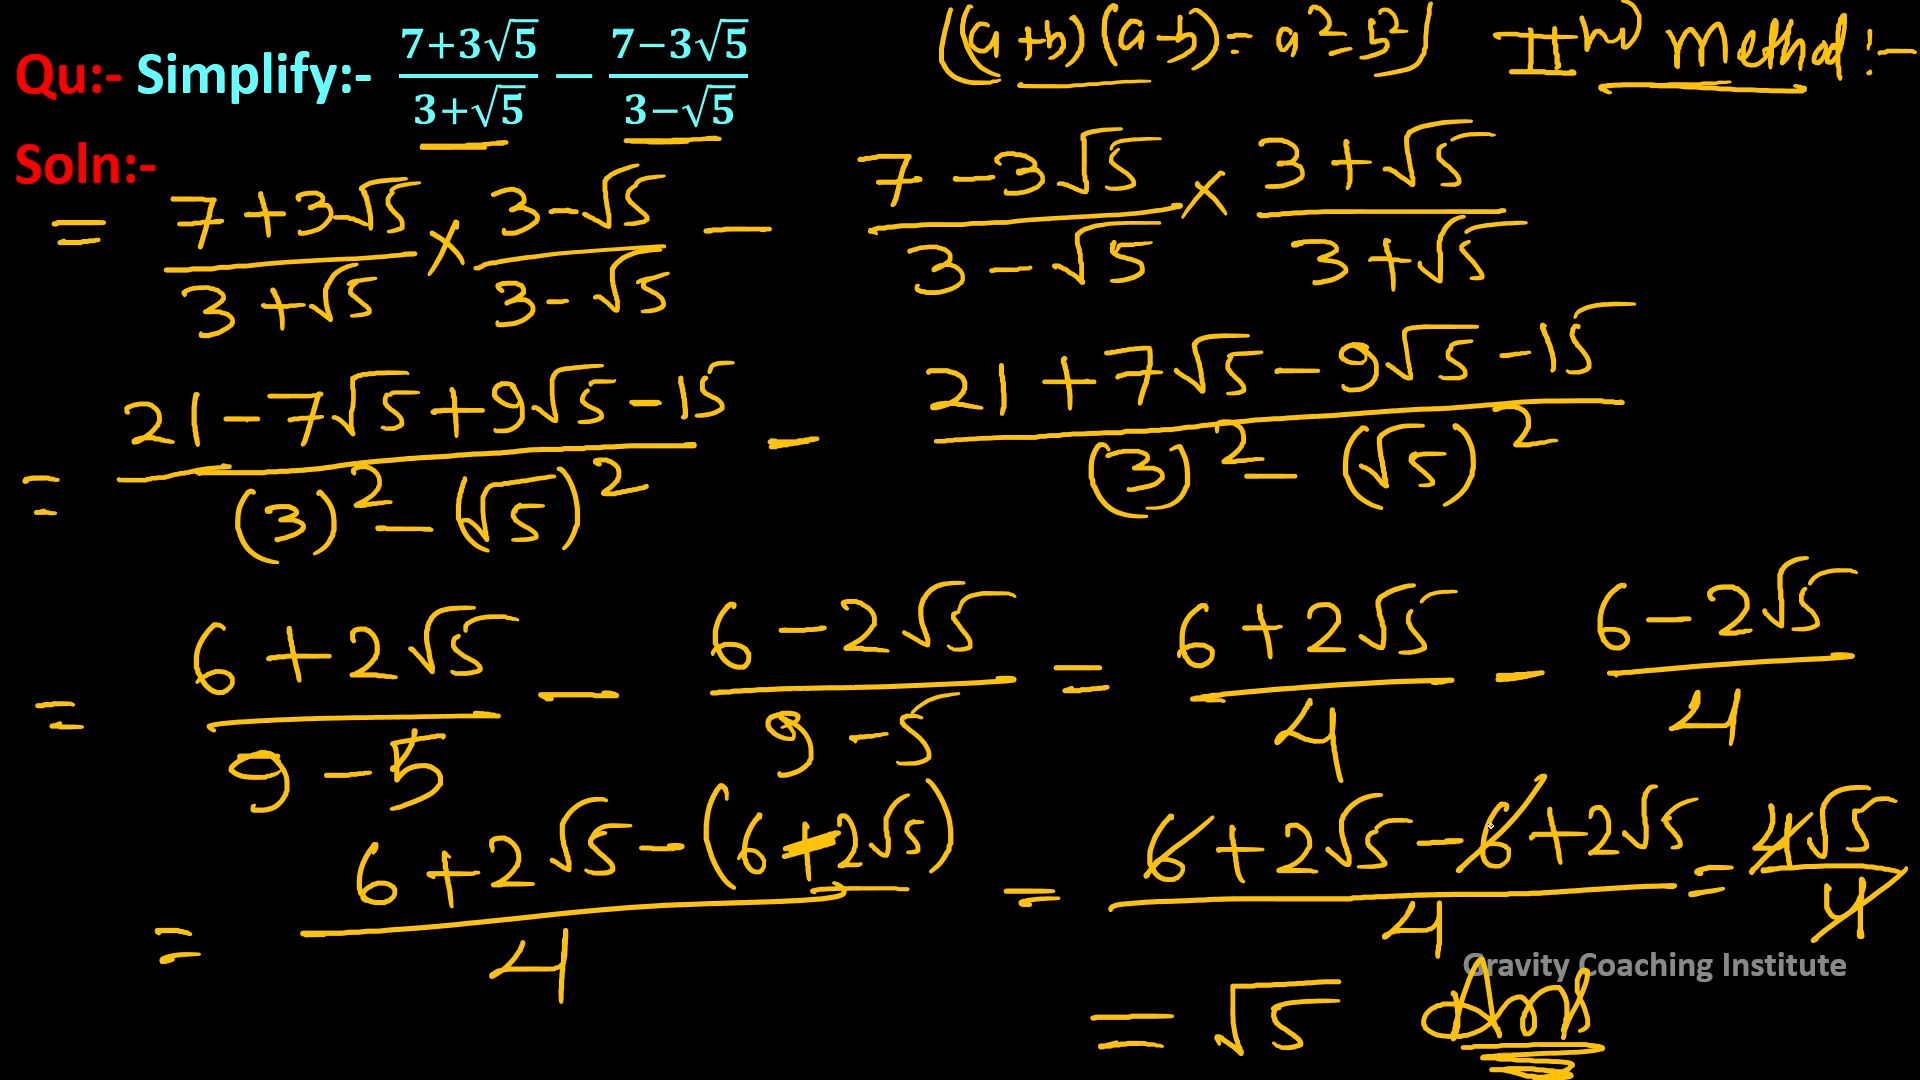 Qu:- Simplify:- (7+3√5)/(3+√5) − (7−3√5)/(3−√5)
((a+b)(a-b)= a²-b²)
IInd Method:-
Soln:-
= (7+3√5)/(3+√5) × (3-√5)/(3-√5) - (7-3√5)/(3-√5) × (3+√5)/(3+√5)
= (21-7√5+9√5-15)/((3)²-(√5)²) - (21+7√5-9√5-15)/((3)²-(√5)²)
= (6+2√5)/(9-5) - (6-2√5)/(9-5) = (6+2√5)/4 - (6-2√5)/4
= (6+2√5-(6-2√5))/4 = (6+2√5-6+2√5)/4 = 4√5/4
Gravity Coaching Institute
= √5 Ans